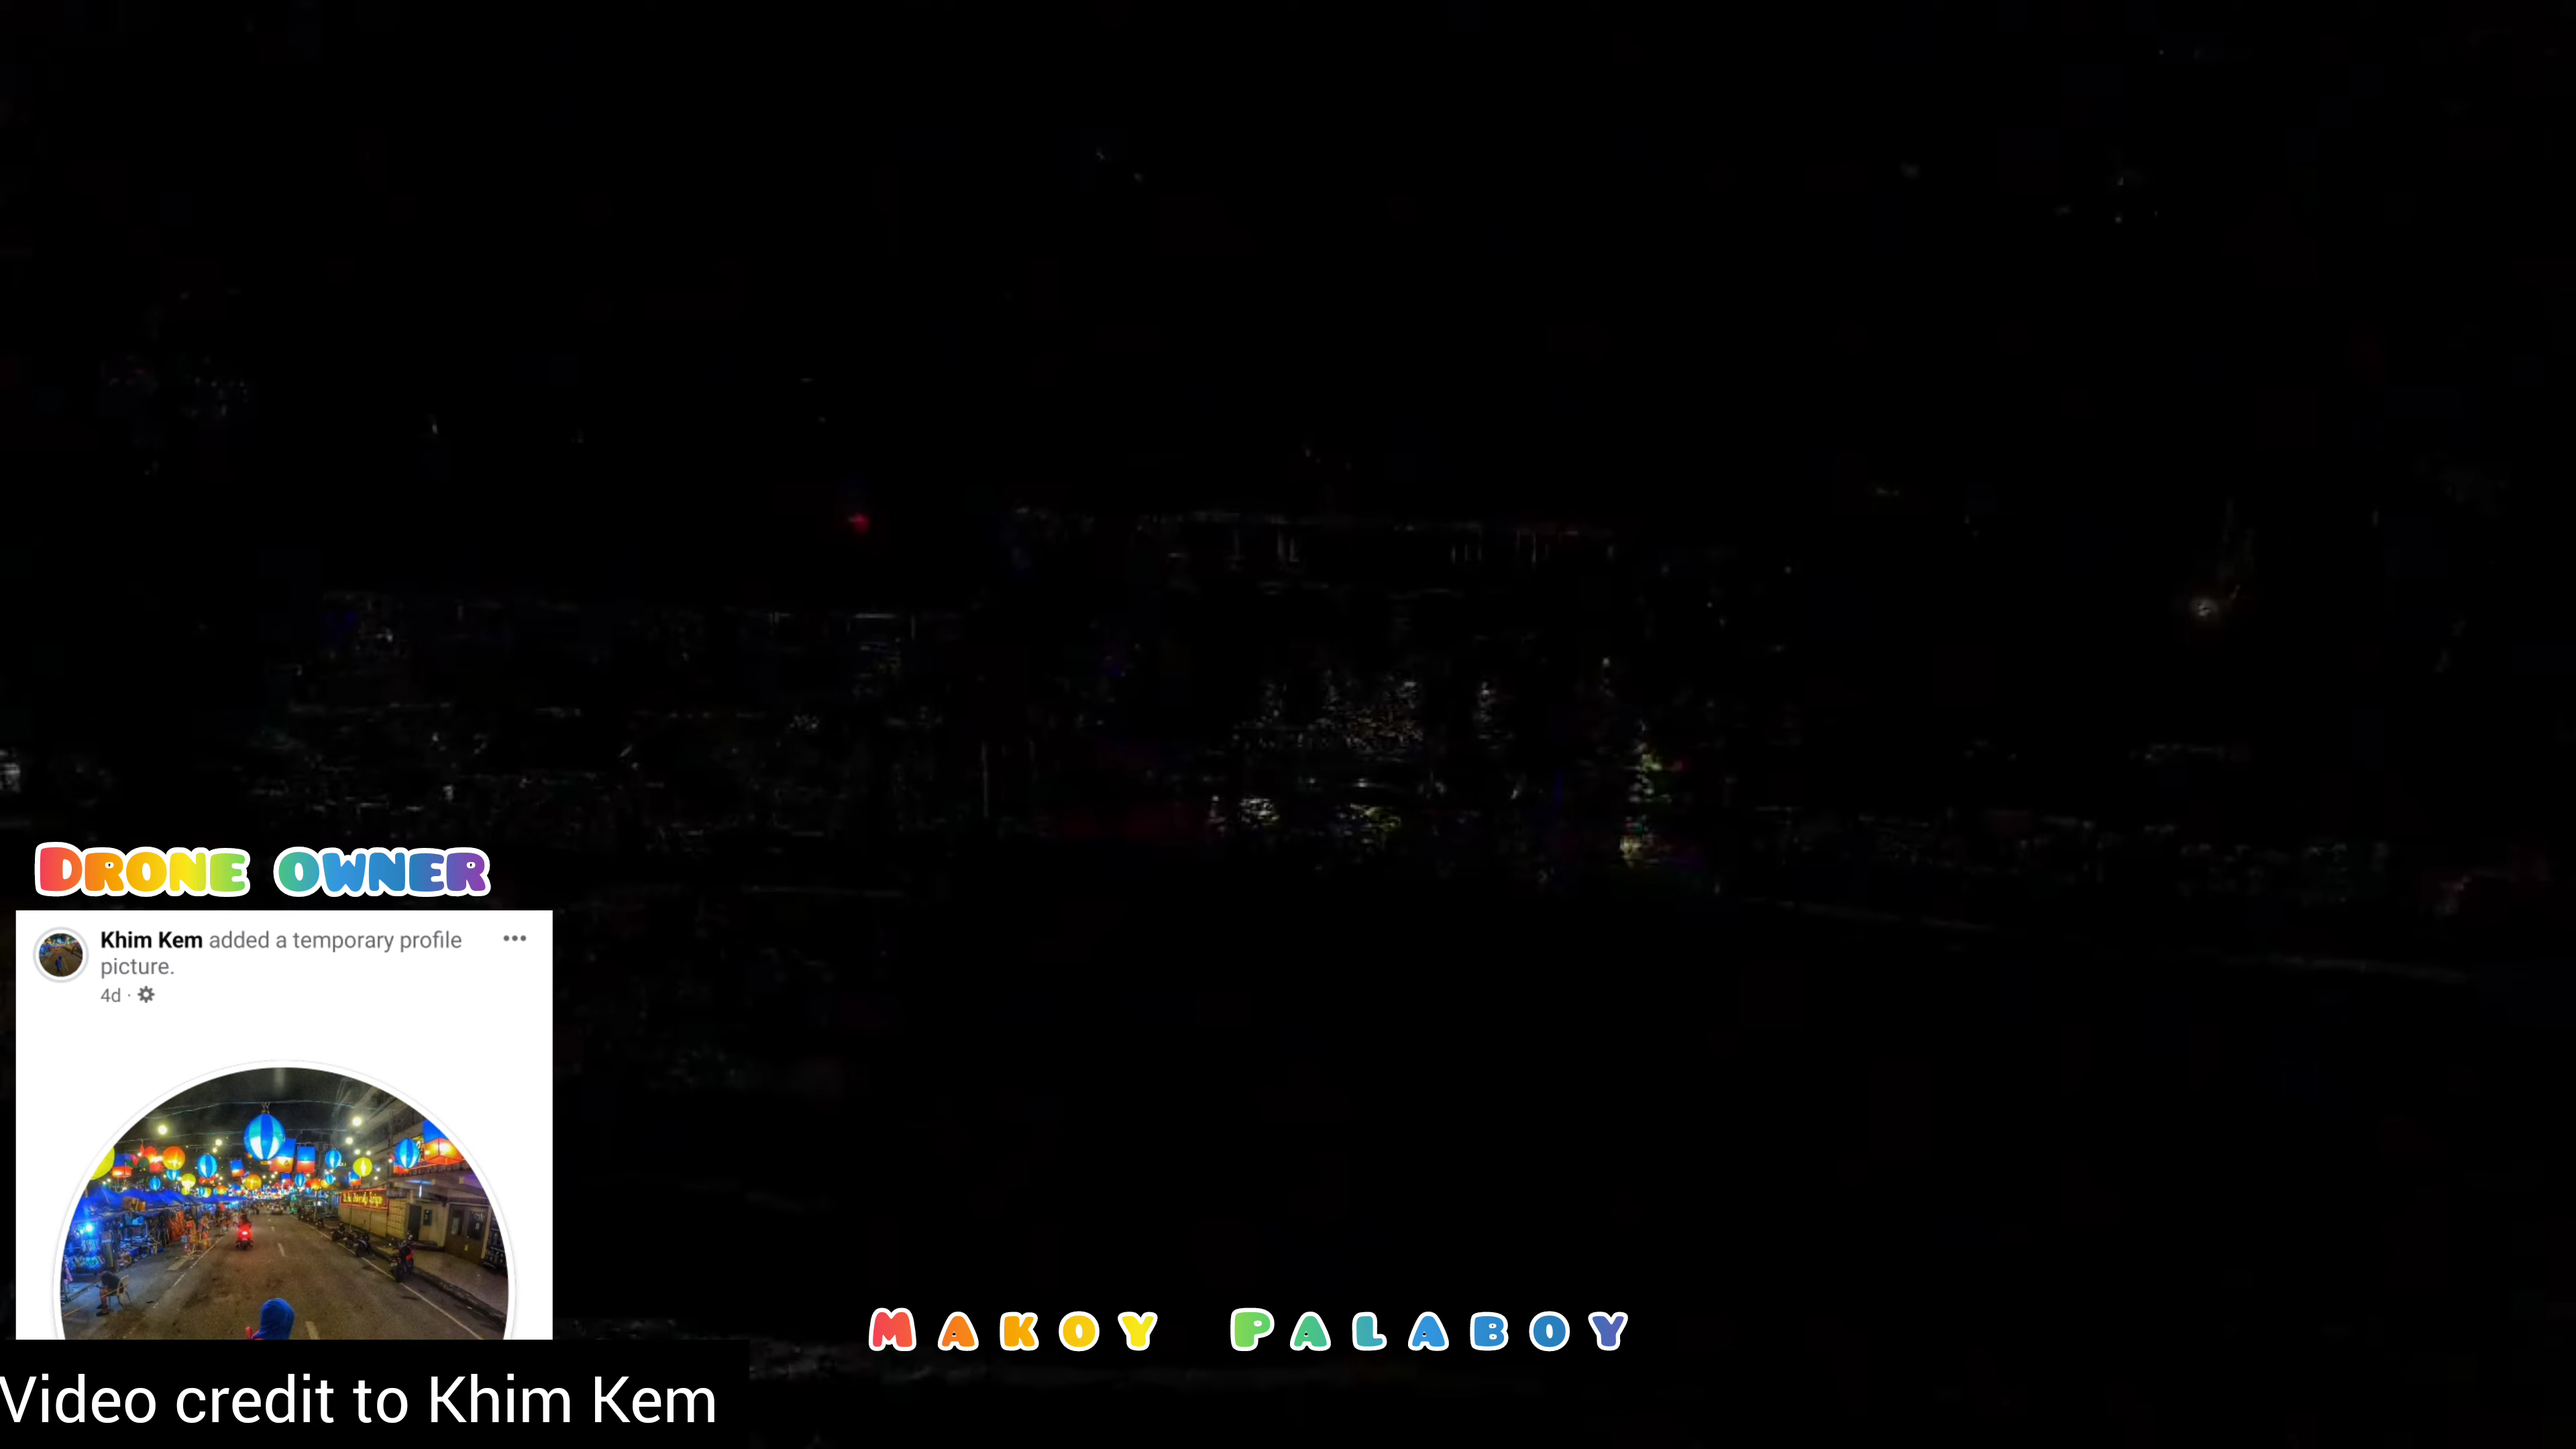 DRONE OWNER
Khim Kem added a temporary profile
picture.
4d ·
MAKOY PALABOY
Video credit to Khim Kem